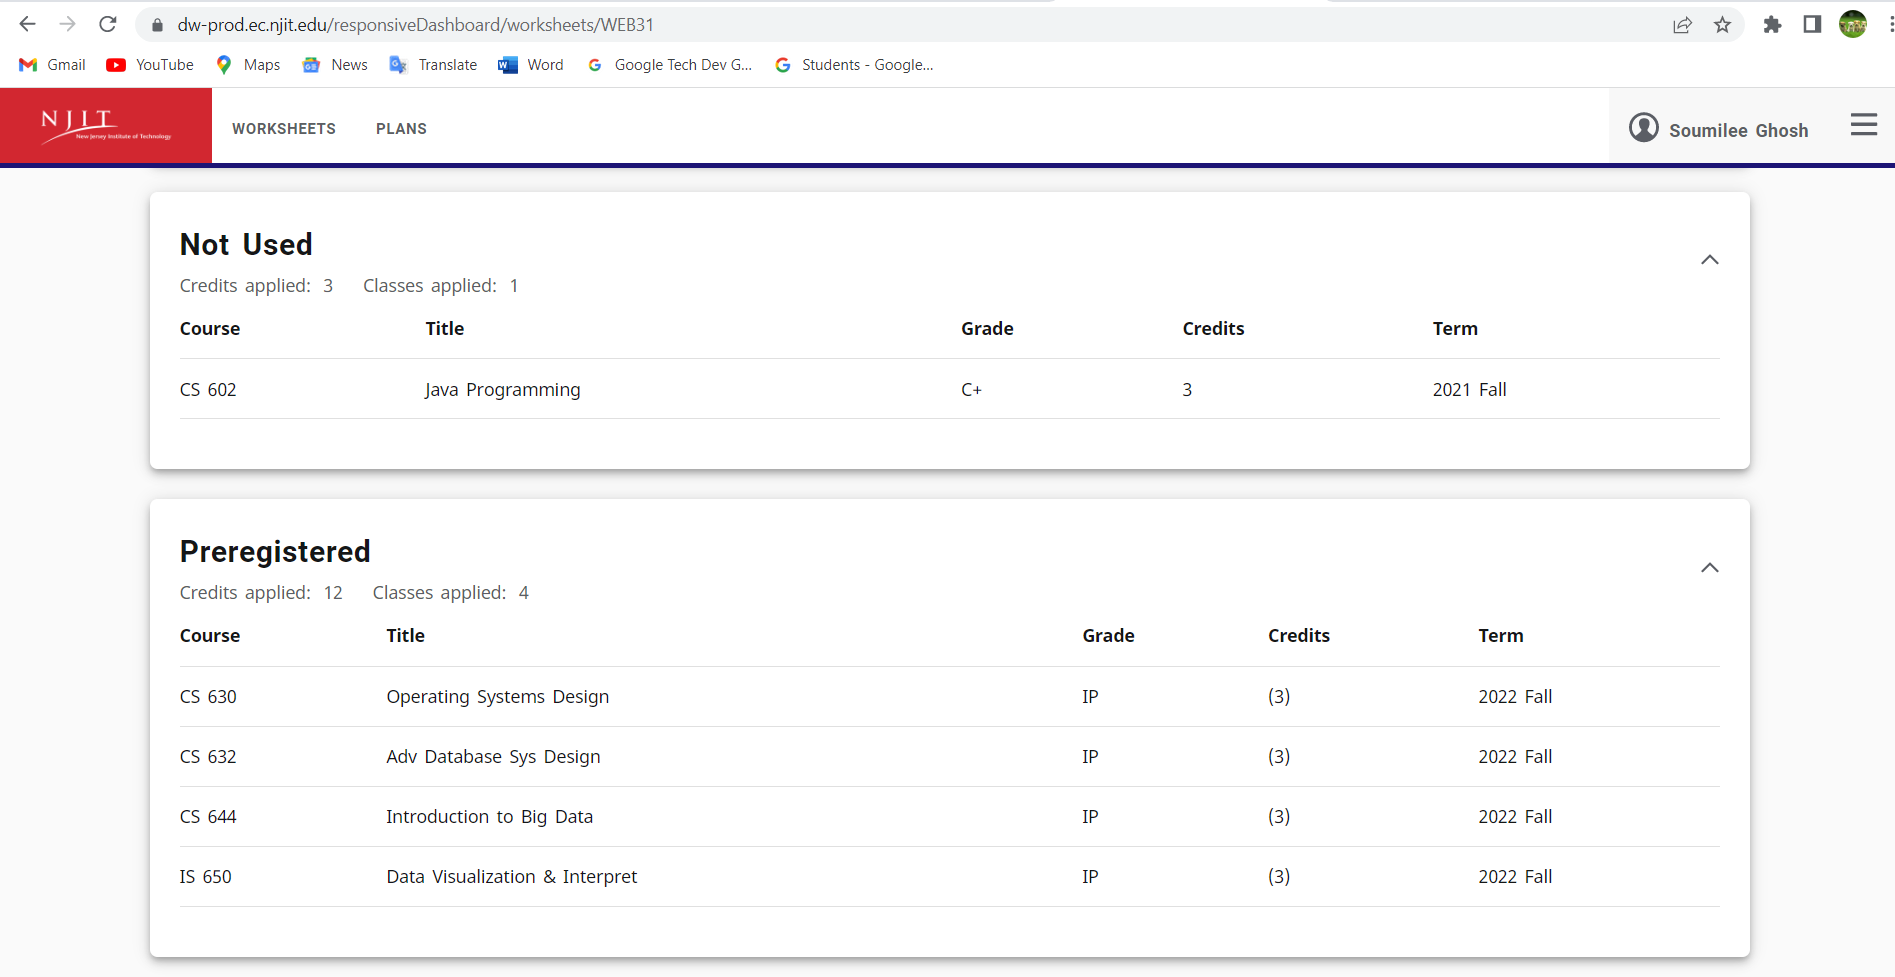 dw-prod.ec.njit.edu/responsiveDashboard/worksheets/WEB31
Gmail YouTube Maps News Translate Word Google Tech Dev G... Students - Google...
NJIT
New Jersey Institute of Technology
WORKSHEETS PLANS Soumilee Ghosh
Not Used
Credits applied: 3 Classes applied: 1
Course Title Grade Credits Term
CS 602 Java Programming C+ 3 2021 Fall
Preregistered
Credits applied: 12 Classes applied: 4
Course Title Grade Credits Term
CS 630 Operating Systems Design IP (3) 2022 Fall
CS 632 Adv Database Sys Design IP (3) 2022 Fall
CS 644 Introduction to Big Data IP (3) 2022 Fall
IS 650 Data Visualization & Interpret IP (3) 2022 Fall